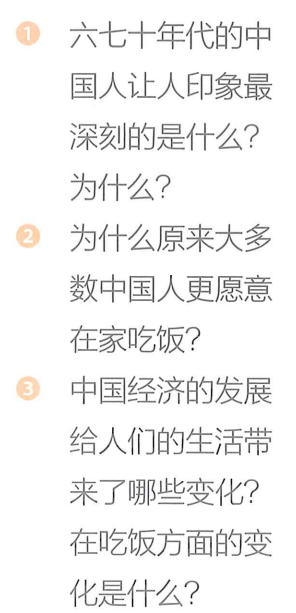 1 六七十年代的中
国人让人印象最
深刻的是什么？
为什么？
2 为什么原来大多
数中国人更愿意
在家吃饭？
3 中国经济的发展
给人们的生活带
来了哪些变化？
在吃饭方面的变
化是什么？